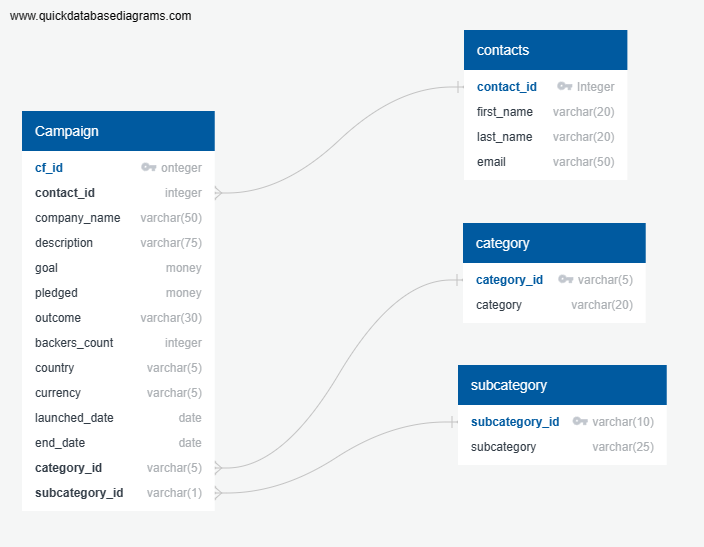 www.quickdatabasediagrams.com
Campaign
cf_id onteger
contact_id integer
company_name varchar(50)
description varchar(75)
goal money
pledged money
outcome varchar(30)
backers_count integer
country varchar(5)
currency varchar(5)
launched_date date
end_date date
category_id varchar(5)
subcategory_id varchar(1)
contacts
contact_id Integer
first_name varchar(20)
last_name varchar(20)
email varchar(50)
category
category_id varchar(5)
category varchar(20)
subcategory
subcategory_id varchar(10)
subcategory varchar(25)